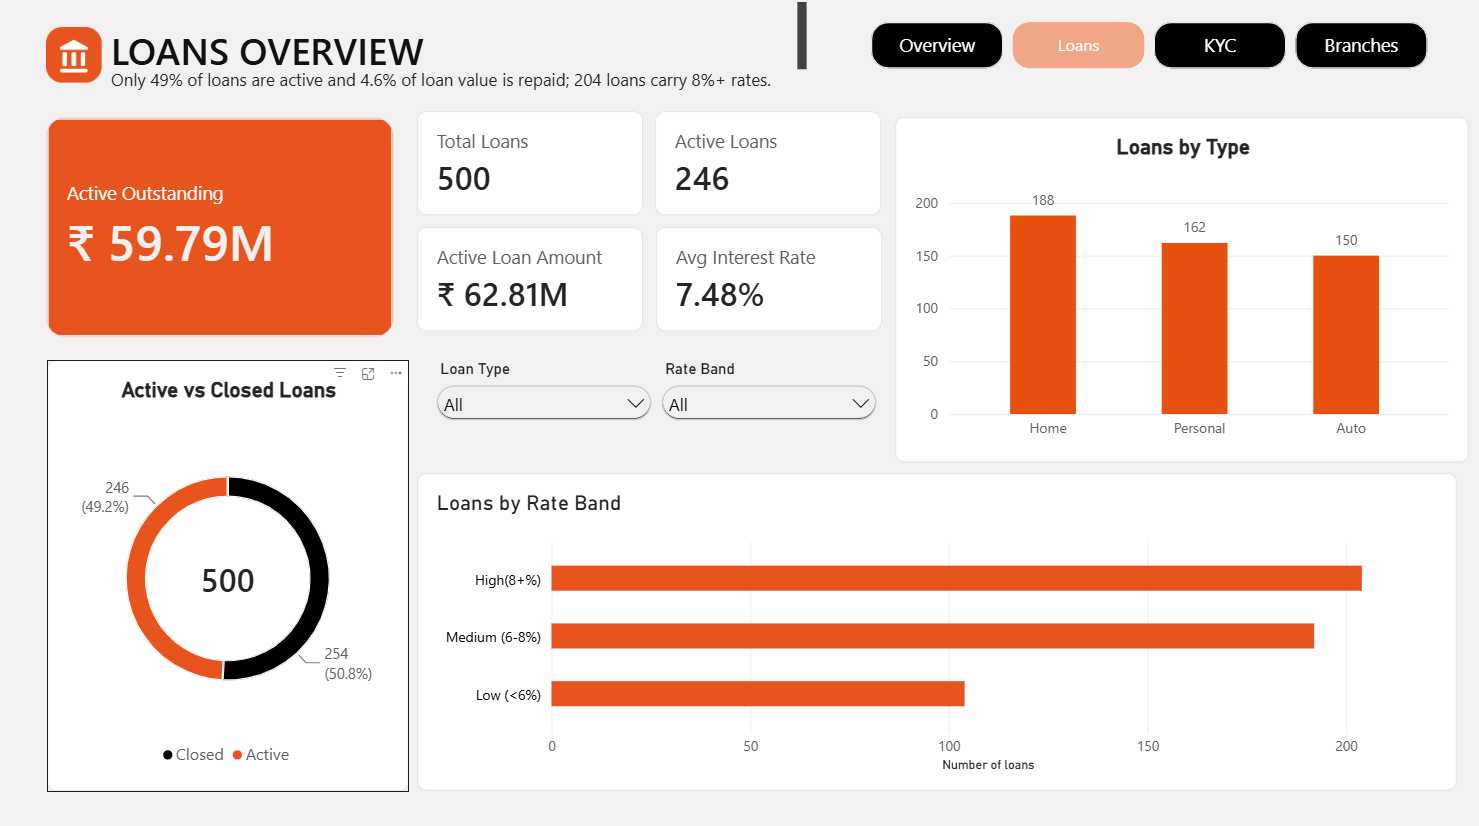 LOANS OVERVIEW
Only 49% of loans are active and 4.6% of loan value is repaid; 204 loans carry 8%+ rates.
Overview
Loans
KYC
Branches
Active Outstanding
₹ 59.79M
Total Loans
500
Active Loans
246
Active Loan Amount
₹ 62.81M
Avg Interest Rate
7.48%
Loan Type
All
Rate Band
All
Loans by Type
200
150
100
50
0
188
162
150
Home
Personal
Auto
Active vs Closed Loans
246
(49.2%)
500
254
(50.8%)
Closed
Active
Loans by Rate Band
High(8+%)
Medium (6-8%)
Low (<6%)
0
50
100
150
200
Number of loans